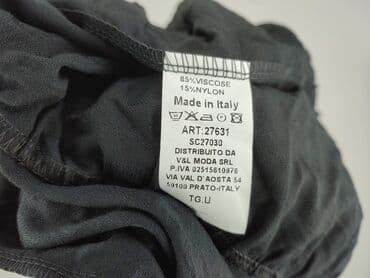 85%VISCOSE
15%NYLON
Made in Italy
ART:27631
SC27030
DISTRIBUITO DA
V&L MODA SRL
P.IVA 02515610976
VIA VAL D'AOSTA 54
59100 PRATO-ITALY
TG.U